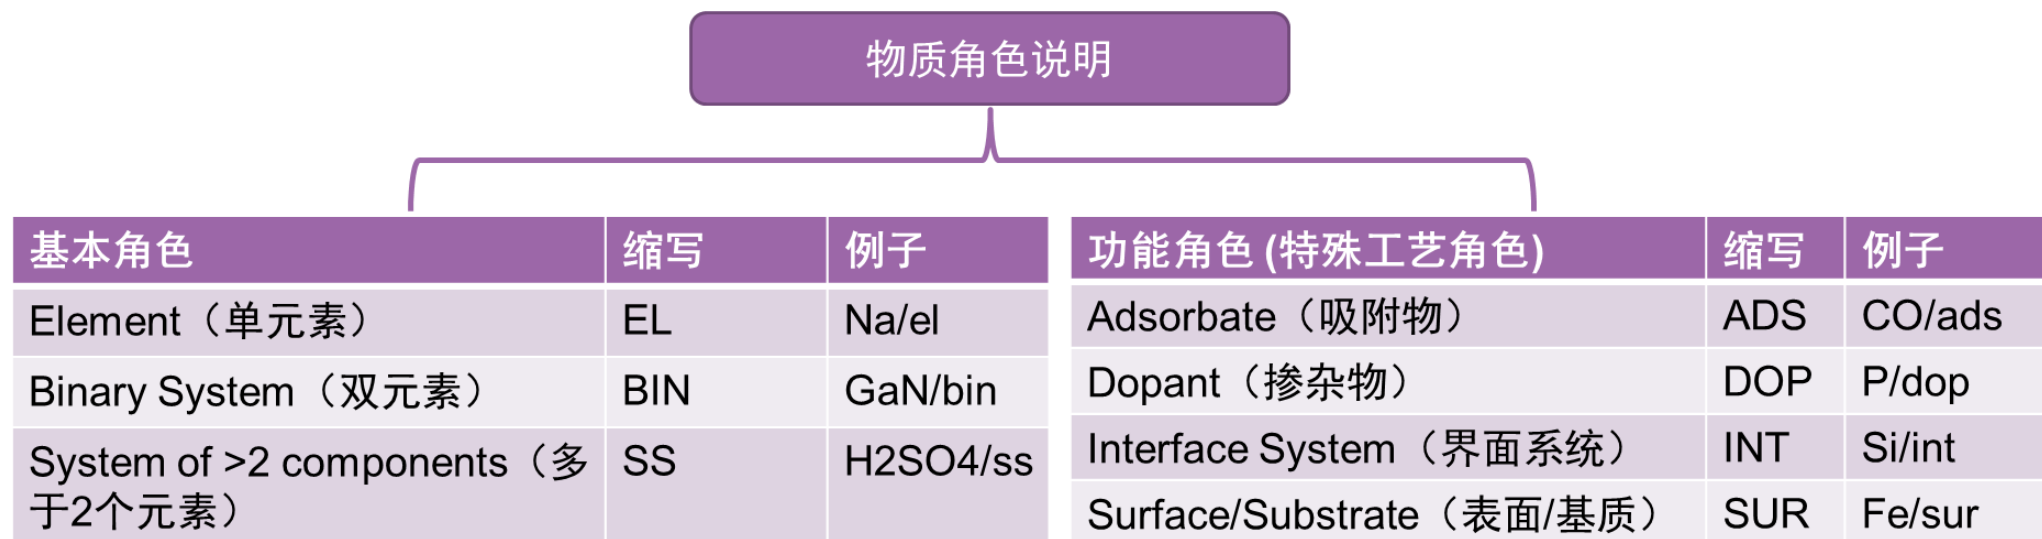 物质角色说明
基本角色 缩写 例子
Element（单元素） EL Na/el
Binary System（双元素） BIN GaN/bin
System of >2 components（多 SS H2SO4/ss
于2个元素）
功能角色 (特殊工艺角色) 缩写 例子
Adsorbate（吸附物） ADS CO/ads
Dopant（掺杂物） DOP P/dop
Interface System（界面系统） INT Si/int
Surface/Substrate（表面/基质） SUR Fe/sur